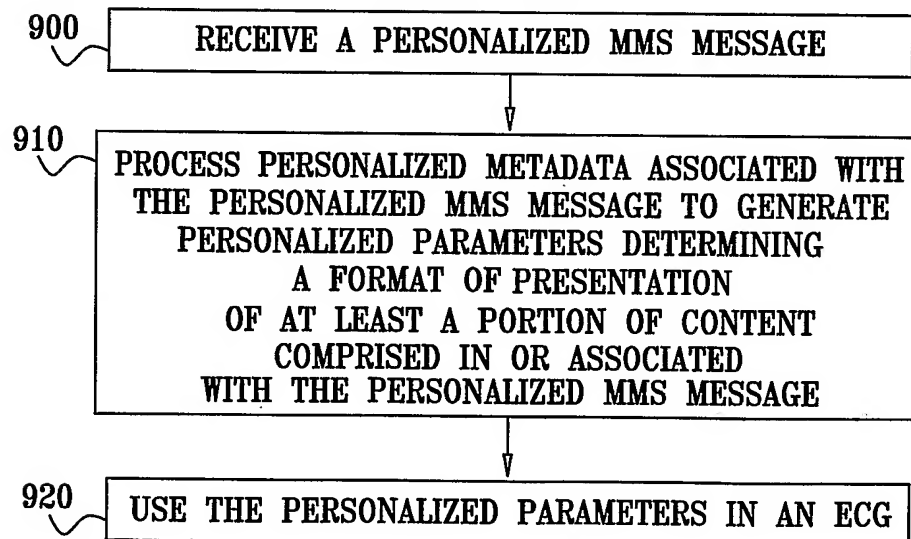 900
RECEIVE A PERSONALIZED MMS MESSAGE
910
PROCESS PERSONALIZED METADATA ASSOCIATED WITH
THE PERSONALIZED MMS MESSAGE TO GENERATE
PERSONALIZED PARAMETERS DETERMINING
A FORMAT OF PRESENTATION
OF AT LEAST A PORTION OF CONTENT
COMPRISED IN OR ASSOCIATED
WITH THE PERSONALIZED MMS MESSAGE
920
USE THE PERSONALIZED PARAMETERS IN AN ECG